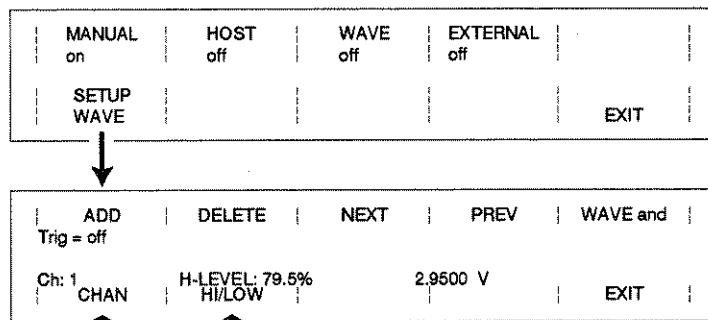 MANUAL HOST WAVE EXTERNAL
on off off off
SETUP
WAVE EXIT
ADD DELETE NEXT PREV WAVE and
Trig = off
Ch: 1 H-LEVEL: 79.5% 2.9500 V
CHAN HI/LOW EXIT